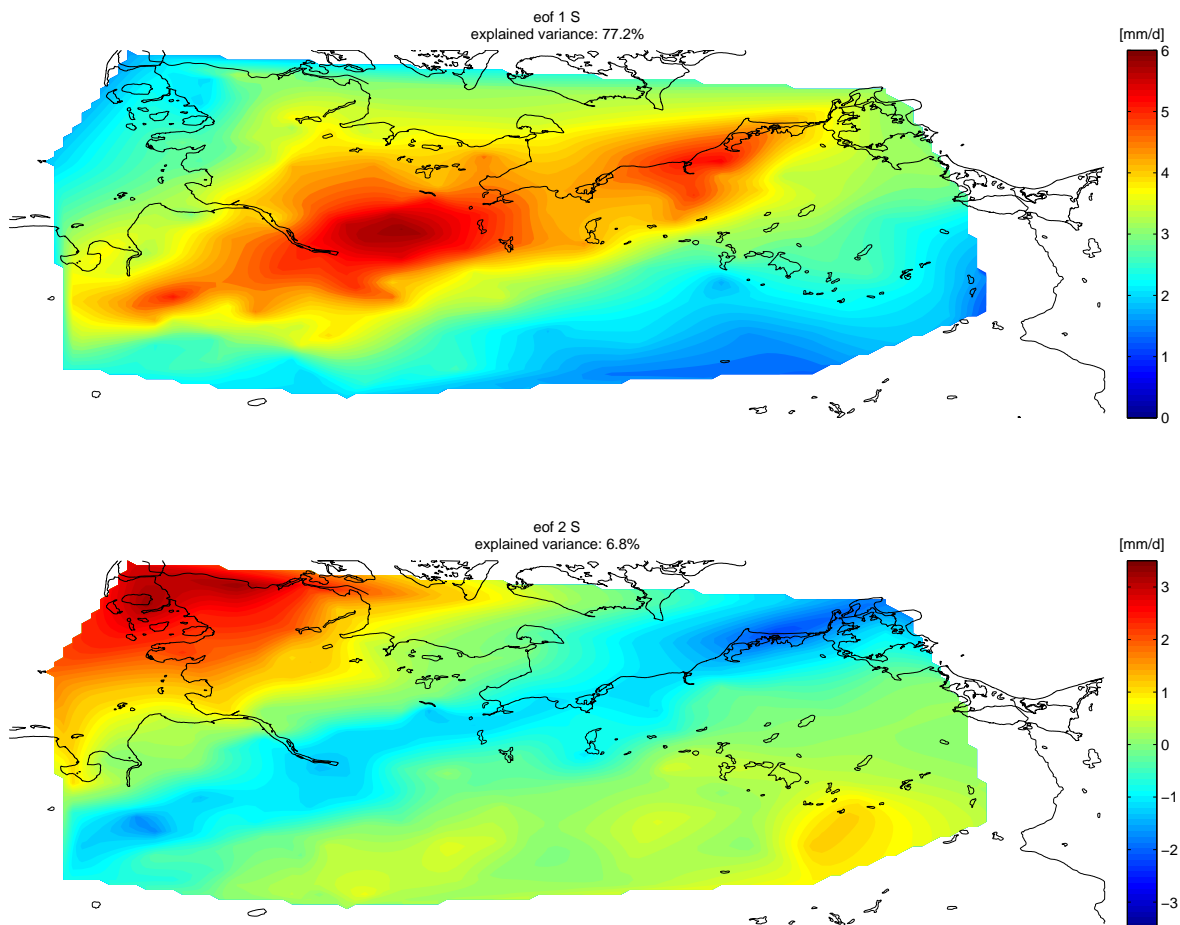 eof 1 S
explained variance: 77.2%
[mm/d]
6
5
4
3
2
1
0
eof 2 S
explained variance: 6.8%
[mm/d]
3
2
1
0
−1
−2
−3